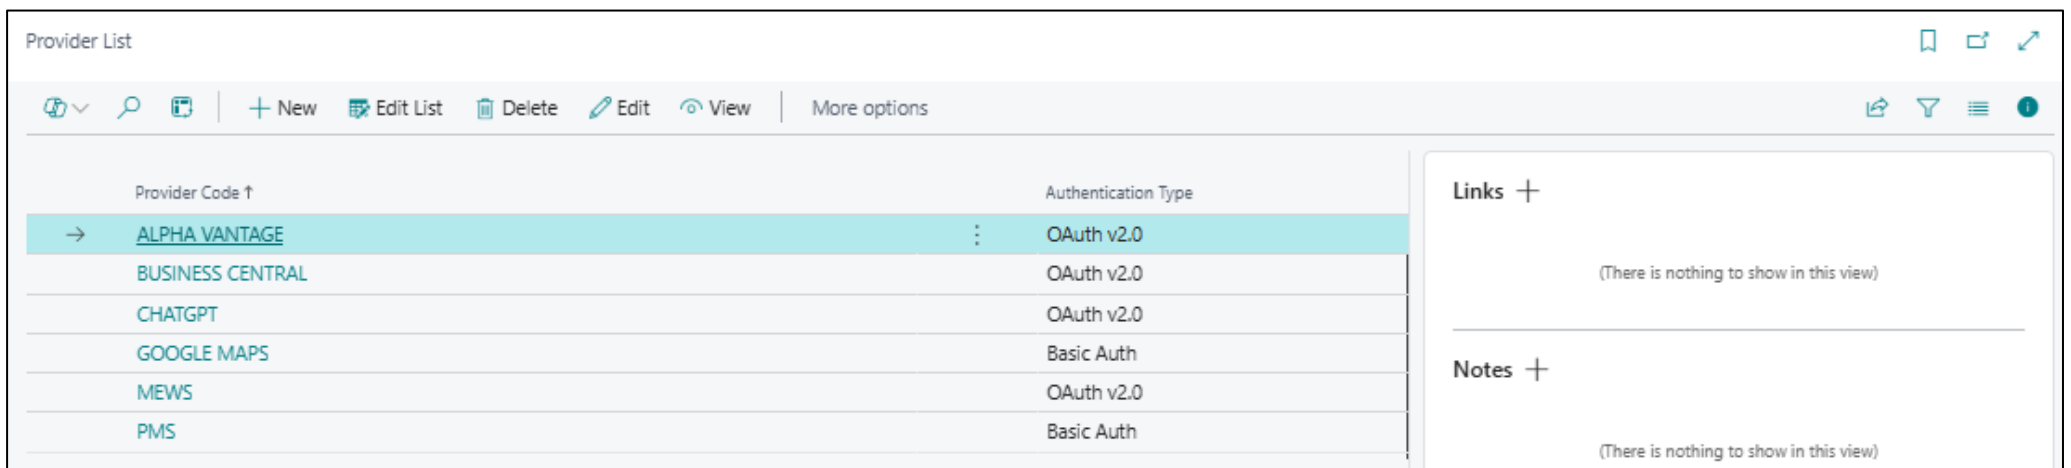 Provider List
New Edit List Delete Edit View More options
Provider Code ↑ Authentication Type
ALPHA VANTAGE OAuth v2.0
BUSINESS CENTRAL OAuth v2.0
CHATGPT OAuth v2.0
GOOGLE MAPS Basic Auth
MEWS OAuth v2.0
PMS Basic Auth
Links
(There is nothing to show in this view)
Notes
(There is nothing to show in this view)